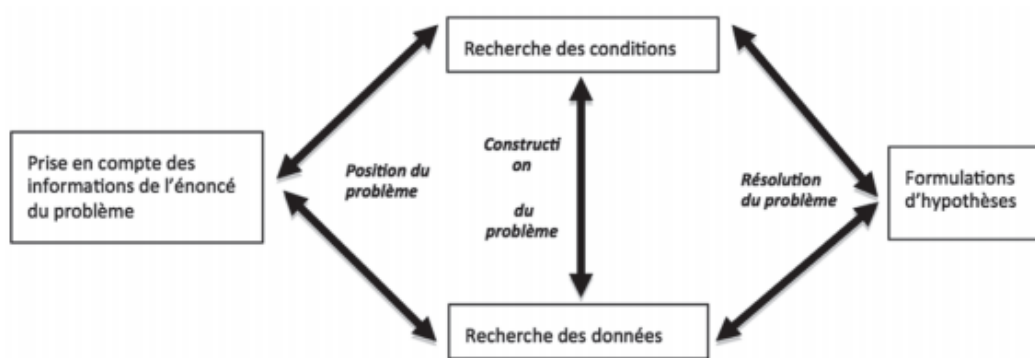 Recherche des conditions
Prise en compte des
informations de l'énoncé
du problème
Position du
problème
Constructi
on
du
problème
Résolution
du problème
Formulations
d'hypothèses
Recherche des données